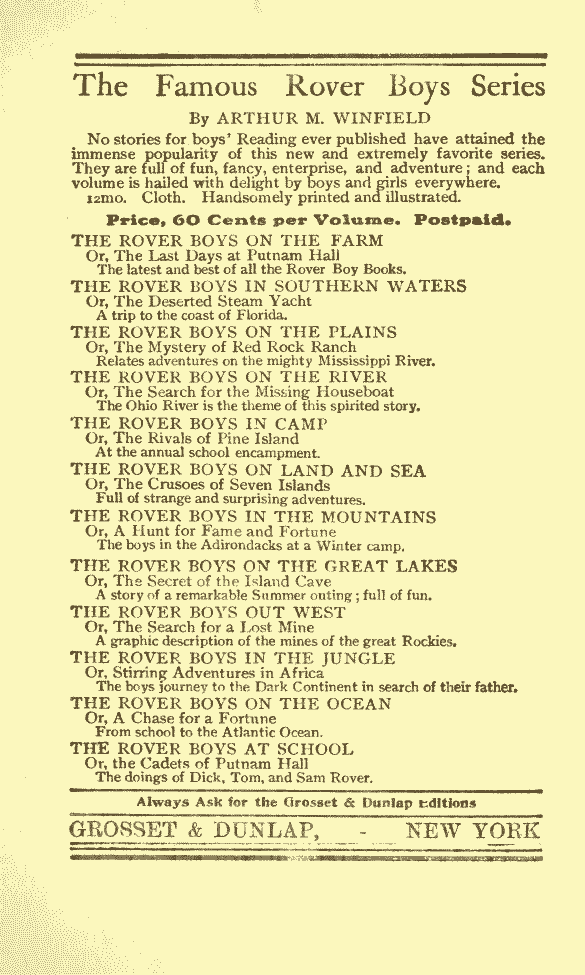 The Famous Rover Boys Series
By ARTHUR M. WINFIELD
No stories for boys' Reading ever published have attained the
immense popularity of this new and extremely favorite series.
They are full of fun, fancy, enterprise, and adventure; and each
volume is hailed with delight by boys and girls everywhere.
12mo. Cloth. Handsomely printed and illustrated.
Price, 60 Cents per Volume. Postpaid.
THE ROVER BOYS ON THE FARM
Or, The Last Days at Putnam Hall
The latest and best of all the Rover Boy Books.
THE ROVER BOYS IN SOUTHERN WATERS
Or, The Deserted Steam Yacht
A trip to the coast of Florida.
THE ROVER BOYS ON THE PLAINS
Or, The Mystery of Red Rock Ranch
Relates adventures on the mighty Mississippi River.
THE ROVER BOYS ON THE RIVER
Or, The Search for the Missing Houseboat
The Ohio River is the theme of this spirited story.
THE ROVER BOYS IN CAMP
Or, The Rivals of Pine Island
At the annual school encampment.
THE ROVER BOYS ON LAND AND SEA
Or, The Crusoes of Seven Islands
Full of strange and surprising adventures.
THE ROVER BOYS IN THE MOUNTAINS
Or, A Hunt for Fame and Fortune
The boys in the Adirondacks at a Winter camp.
THE ROVER BOYS ON THE GREAT LAKES
Or, The Secret of the Island Cave
A story of a remarkable Summer outing; full of fun.
THE ROVER BOYS OUT WEST
Or, The Search for a Lost Mine
A graphic description of the mines of the great Rockies.
THE ROVER BOYS IN THE JUNGLE
Or, Stirring Adventures in Africa
The boys journey to the Dark Continent in search of their father.
THE ROVER BOYS ON THE OCEAN
Or, A Chase for a Fortune
From school to the Atlantic Ocean.
THE ROVER BOYS AT SCHOOL
Or, the Cadets of Putnam Hall
The doings of Dick, Tom, and Sam Rover.
Always Ask for the Grosset & Dunlap Editions
GROSSET & DUNLAP, - NEW YORK